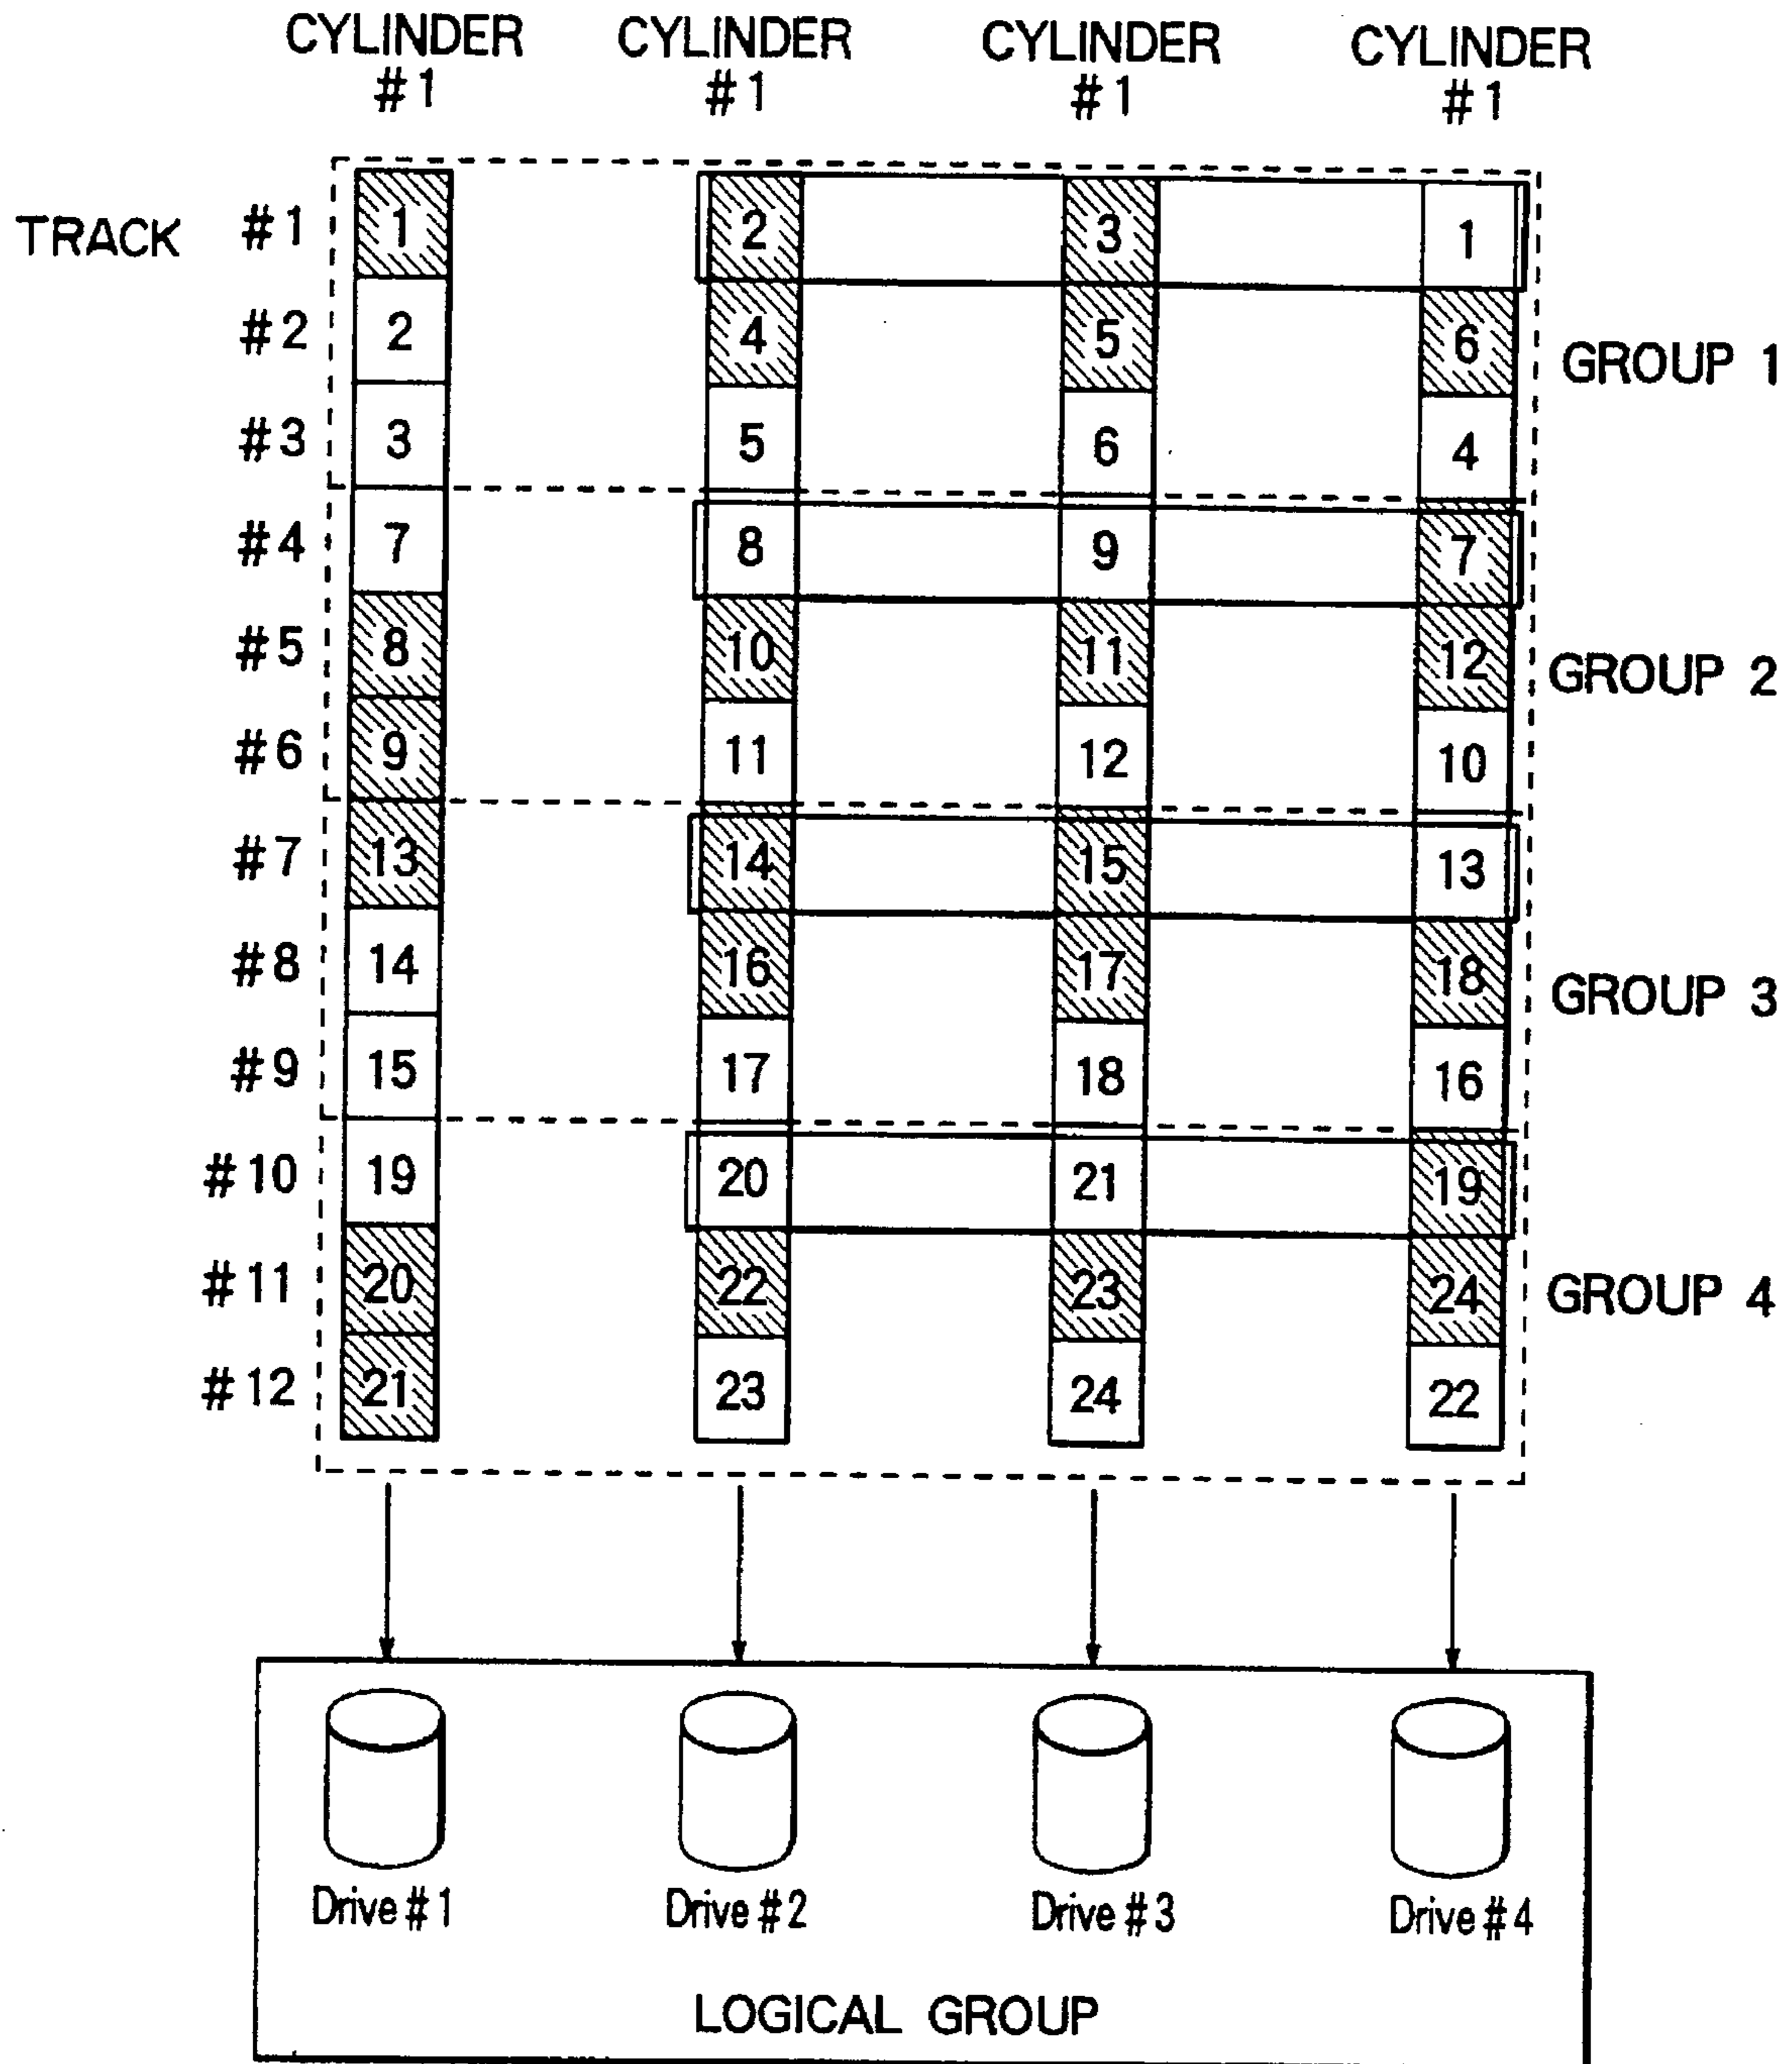 CYLINDER CYLINDER CYLINDER CYLINDER
#1 #1 #1 #1
TRACK #1 1 2 3 1
#2 2 4 5 6
GROUP 1
#3 3 5 6 4
#4 7 8 9 7
#5 8 10 11 12
GROUP 2
#6 9 11 12 10
#7 13 14 15 13
#8 14 16 17 18
GROUP 3
#9 15 17 18 16
#10 19 20 21 19
#11 20 22 23 24
GROUP 4
#12 21 23 24 22
Drive #1 Drive #2 Drive #3 Drive #4
LOGICAL GROUP